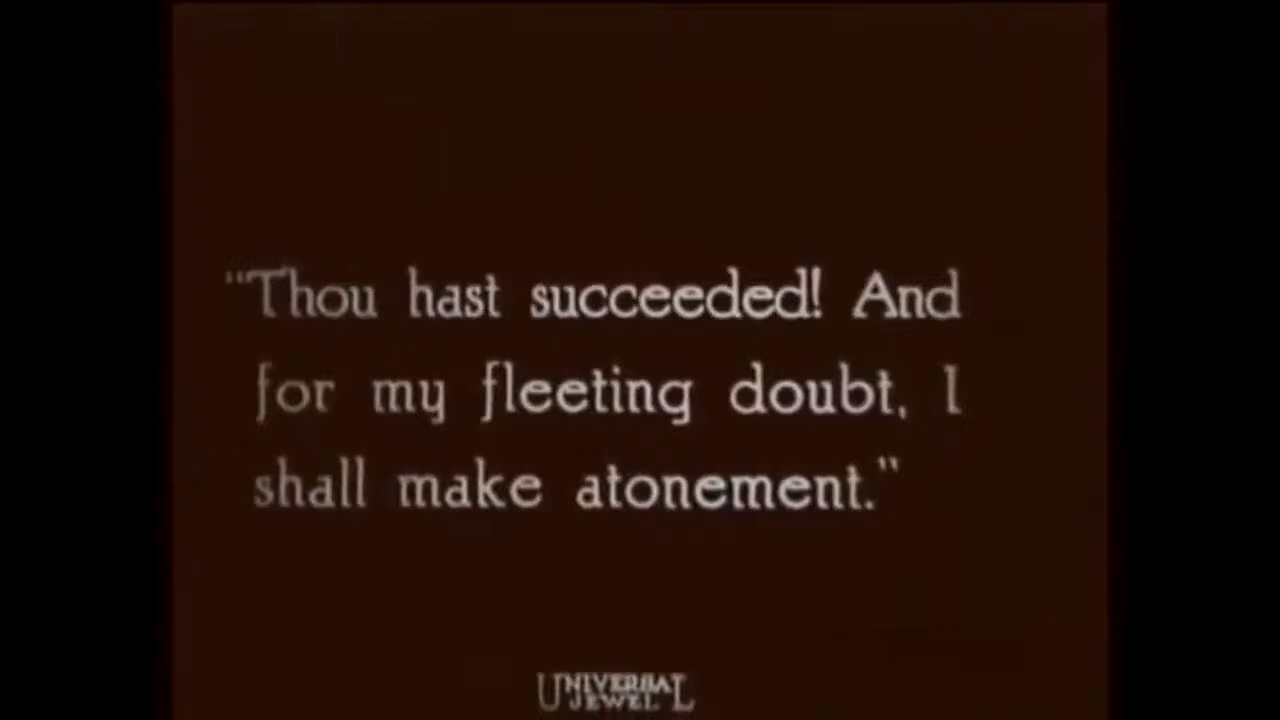 "Thou hast succeeded! And
for my fleeting doubt, I
shall make atonement."
UNIVERSAL
JEWEL